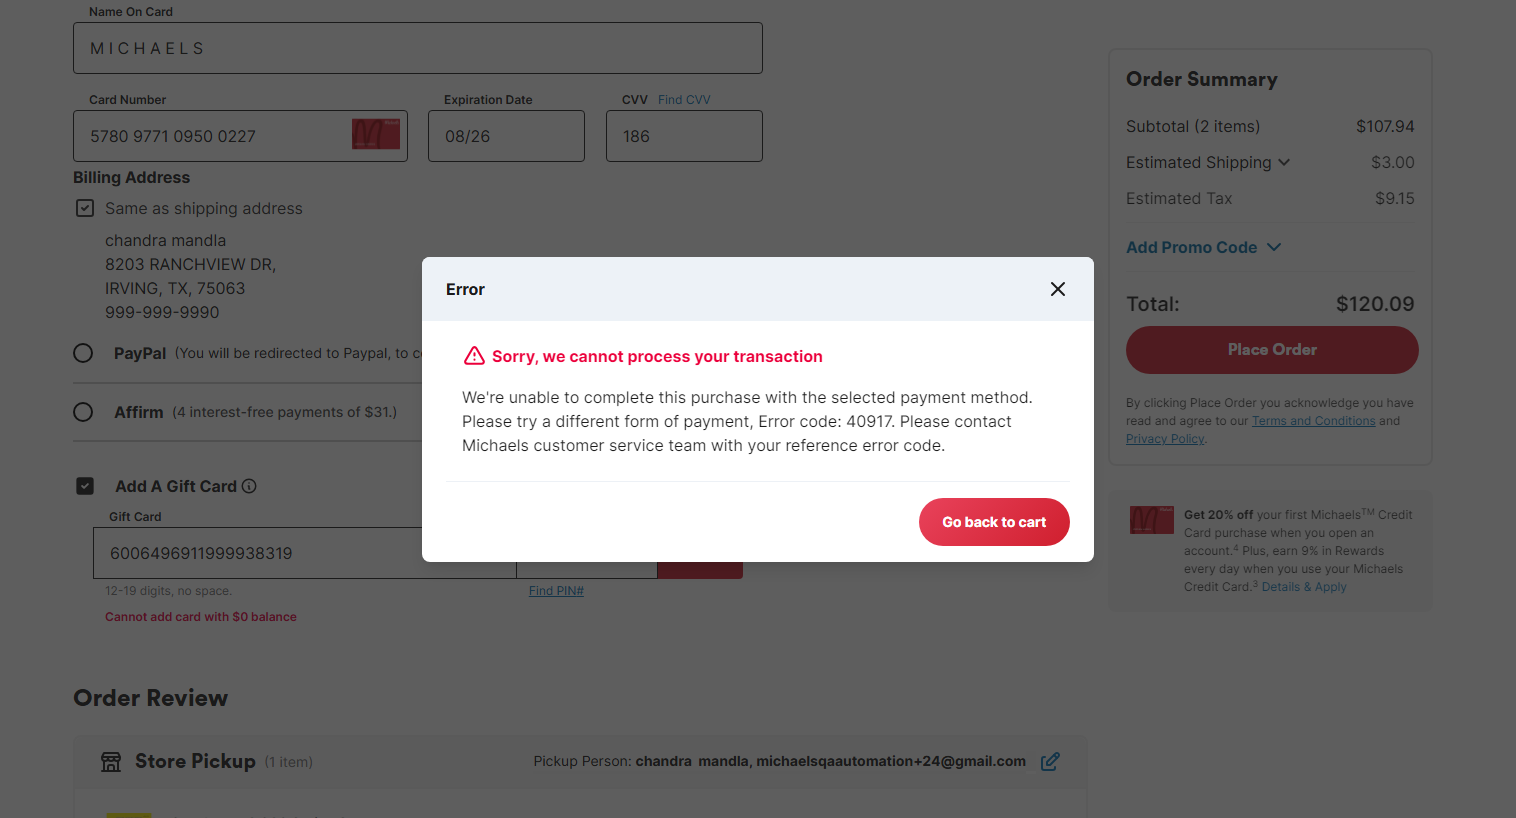 Name On Card
MICHAELS
Card Number
Expiration Date
CVV Find CVV
5780 9771 0950 0227
08/26
186
Billing Address
Same as shipping address
chandra mandla
8203 RANCHVIEW DR,
IRVING, TX, 75063
999-999-9990
PayPal (You will be redirected to Paypal, to
Affirm (4 interest-free payments of $31.)
Add A Gift Card
Gift Card
6006496911999938319
12-19 digits, no space.
Find PIN#
Cannot add card with $0 balance
Error
Sorry, we cannot process your transaction
We're unable to complete this purchase with the selected payment method.
Please try a different form of payment, Error code: 40917. Please contact
Michaels customer service team with your reference error code.
Go back to cart
Order Summary
Subtotal (2 items) $107.94
Estimated Shipping $3.00
Estimated Tax $9.15
Add Promo Code
Total: $120.09
Place Order
By clicking Place Order you acknowledge you have
read and agree to our Terms and Conditions and
Privacy Policy.
Get 20% off your first Michaels™ Credit
Card purchase when you open an
account.⁴ Plus, earn 9% in Rewards
every day when you use your Michaels
Credit Card.³ Details & Apply
Order Review
Store Pickup (1 item)
Pickup Person: chandra mandla, michaelsqaautomation+24@gmail.com